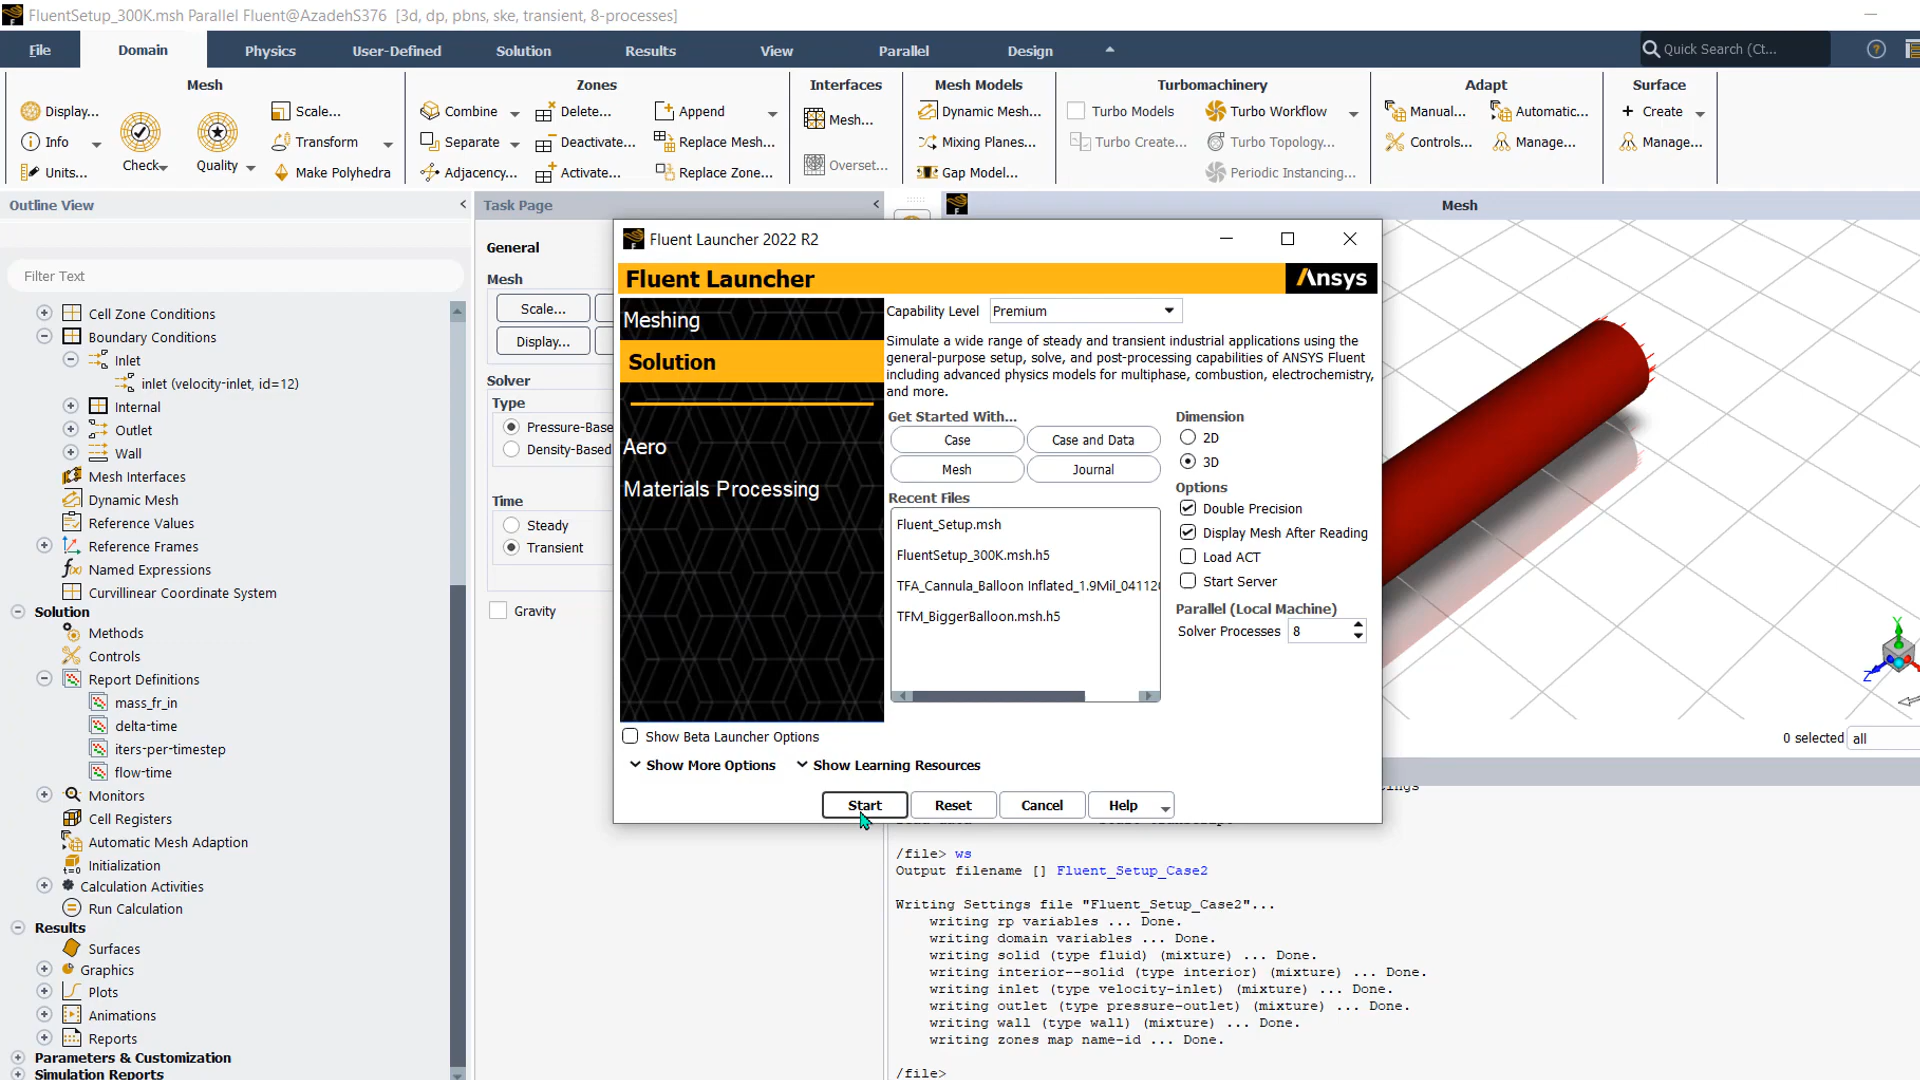 FluentSetup_300K.msh Parallel Fluent@AzadehS376 [3d, dp, pbns, ske, transient, 8-processes]
File Domain Physics User-Defined Solution Results View Parallel Design
Quick Search (Ct...
Mesh
Display...
Info
Units...
Check
Quality
Scale...
Transform
Make Polyhedra
Zones
Combine
Delete...
Append
Separate
Deactivate...
Replace Mesh...
Adjacency...
Activate...
Replace Zone...
Interfaces
Mesh...
Overset...
Mesh Models
Dynamic Mesh...
Mixing Planes...
Gap Model...
Turbomachinery
Turbo Models
Turbo Workflow
Turbo Create...
Turbo Topology...
Periodic Instancing...
Adapt
Manual...
Automatic...
Controls...
Manage...
Surface
Create
Manage...
Outline View
Filter Text
Cell Zone Conditions
Boundary Conditions
Inlet
inlet (velocity-inlet, id=12)
Internal
Outlet
Wall
Mesh Interfaces
Dynamic Mesh
Reference Values
Reference Frames
Named Expressions
Curvillinear Coordinate System
Solution
Methods
Controls
Report Definitions
mass_fr_in
delta-time
iters-per-timestep
flow-time
Monitors
Cell Registers
Automatic Mesh Adaption
Initialization
Calculation Activities
Run Calculation
Results
Surfaces
Graphics
Plots
Animations
Reports
Parameters & Customization
Simulation Reports
Task Page
General
Mesh
Scale...
Display...
Solver
Type
Pressure-Base
Density-Based
Time
Steady
Transient
Gravity
Mesh
Fluent Launcher 2022 R2
Fluent Launcher
Ansys
Meshing
Solution
Aero
Materials Processing
Capability Level Premium
Simulate a wide range of steady and transient industrial applications using the
general-purpose setup, solve, and post-processing capabilities of ANSYS Fluent
including advanced physics models for multiphase, combustion, electrochemistry,
and more.
Get Started With...
Case
Case and Data
Mesh
Journal
Recent Files
Fluent_Setup.msh
FluentSetup_300K.msh.h5
TFA_Cannula_Balloon Inflated_1.9Mil_04112
TFM_BiggerBalloon.msh.h5
Dimension
2D
3D
Options
Double Precision
Display Mesh After Reading
Load ACT
Start Server
Parallel (Local Machine)
Solver Processes 8
Show Beta Launcher Options
Show More Options
Show Learning Resources
Start
Reset
Cancel
Help
Y
Z
0 selected all
/file> ws
Output filename [] Fluent_Setup_Case2
Writing Settings file "Fluent_Setup_Case2"...
writing rp variables ... Done.
writing domain variables ... Done.
writing solid (type fluid) (mixture) ... Done.
writing interior--solid (type interior) (mixture) ... Done.
writing inlet (type velocity-inlet) (mixture) ... Done.
writing outlet (type pressure-outlet) (mixture) ... Done.
writing wall (type wall) (mixture) ... Done.
writing zones map name-id ... Done.
/file>